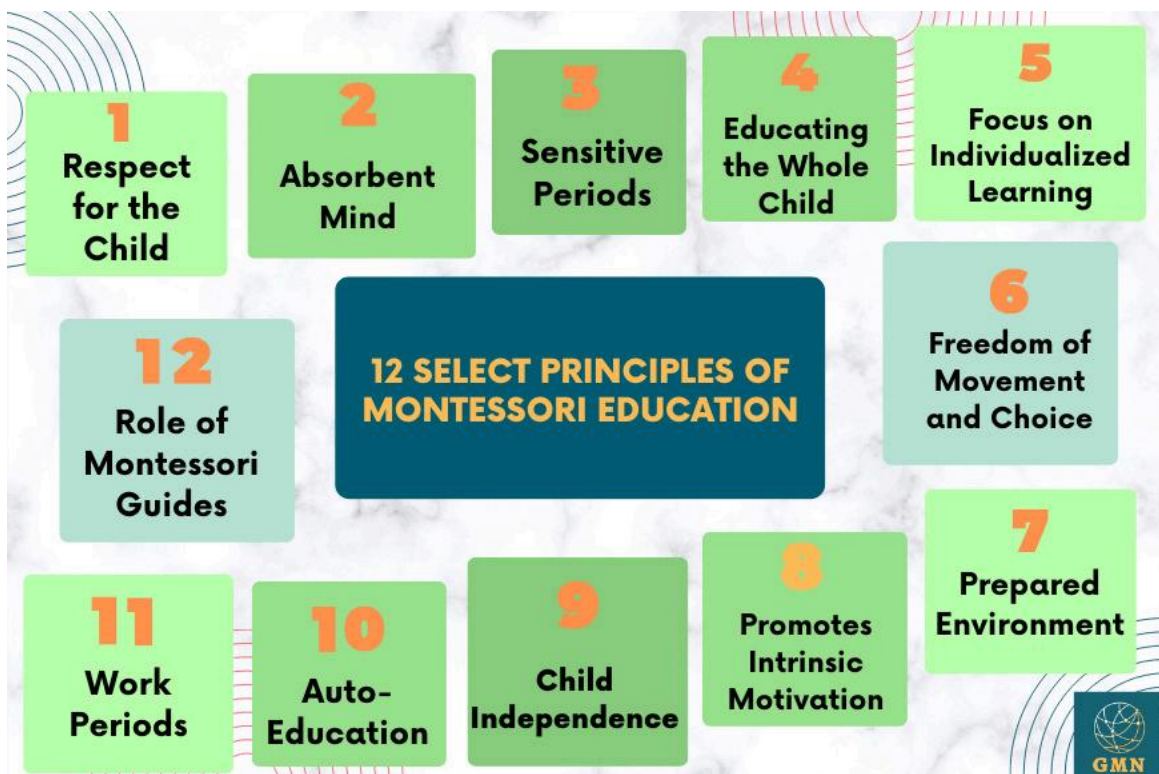 1
Respect
for the
Child
2
Absorbent
Mind
3
Sensitive
Periods
4
Educating
the Whole
Child
5
Focus on
Individualized
Learning
6
Freedom of
Movement
and Choice
7
Prepared
Environment
8
Promotes
Intrinsic
Motivation
9
Child
Independence
10
Auto-
Education
11
Work
Periods
12
Role of
Montessori
Guides
12 SELECT PRINCIPLES OF
MONTESSORI EDUCATION
GMN